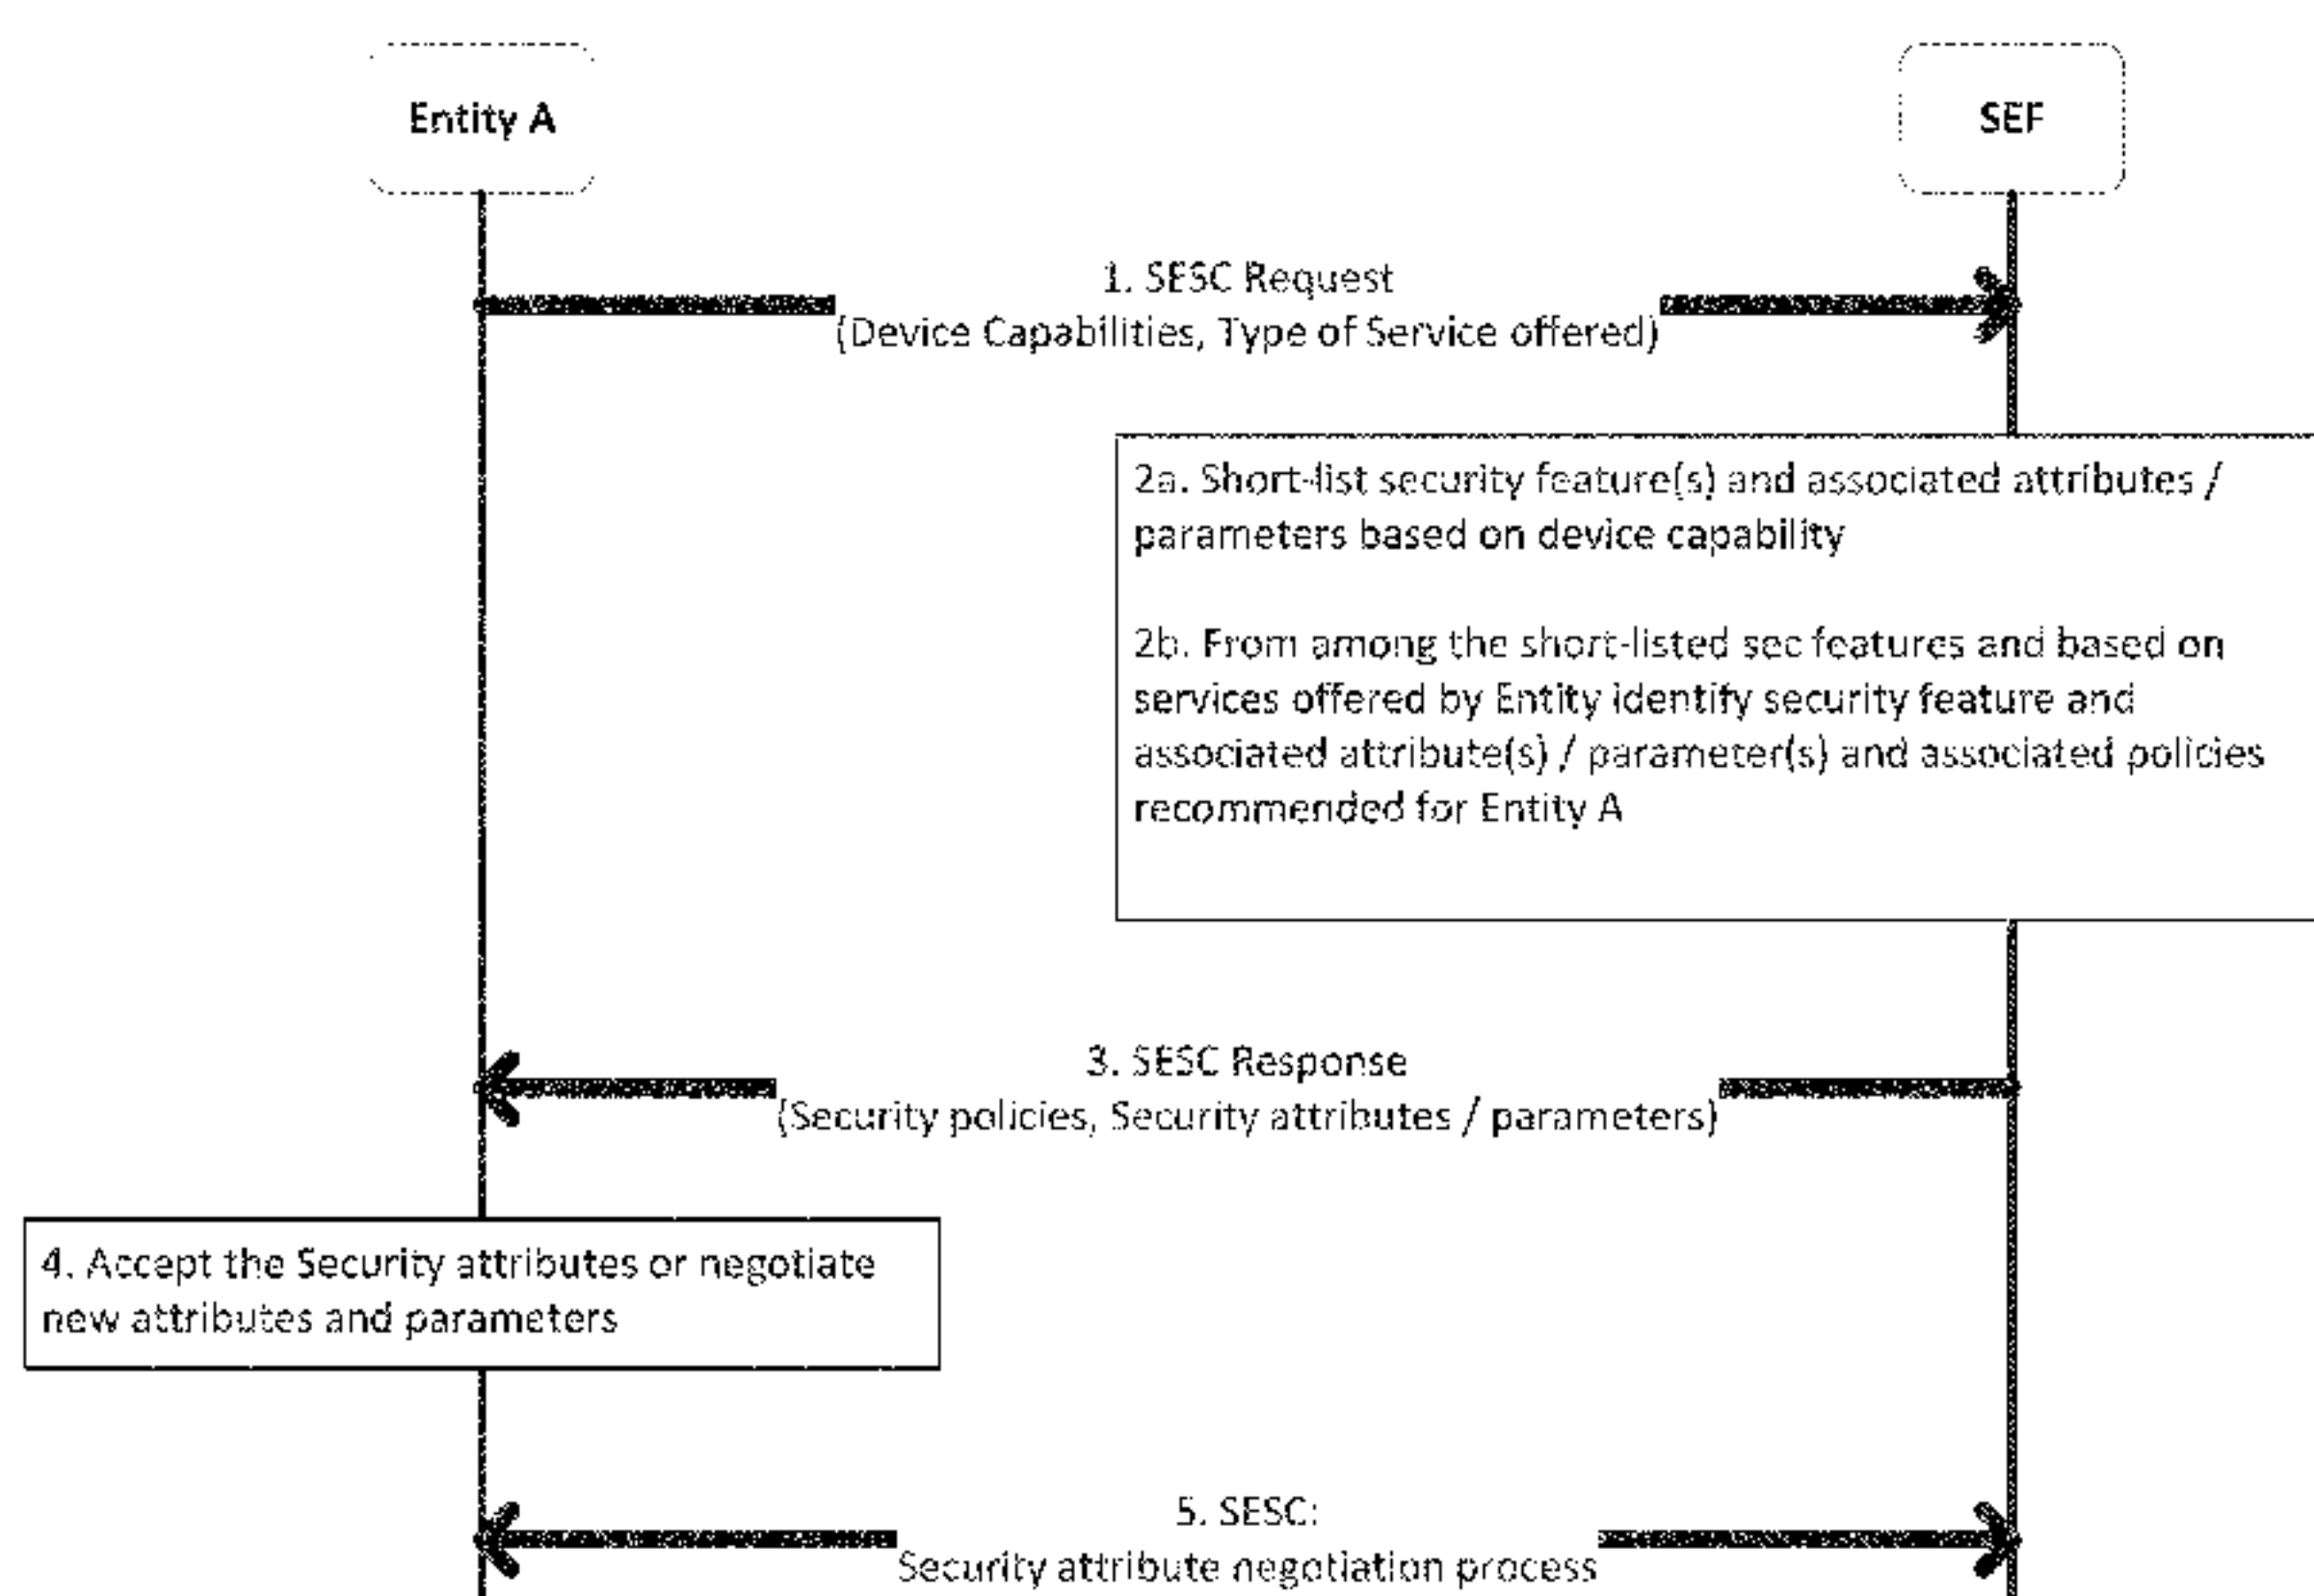 Entity A
SEF
1. SESC Request
(Device Capabilities, Type of Service offered)
2a. Short-list security feature(s) and associated attributes /
parameters based on device capability
2b. From among the short-listed sec features and based on
services offered by Entity identify security feature and
associated attribute(s) / parameter(s) and associated policies
recommended for Entity A
3. SESC Response
(Security policies, Security attributes / parameters)
4. Accept the Security attributes or negotiate
new attributes and parameters
5. SESC:
Security attribute negotiation process